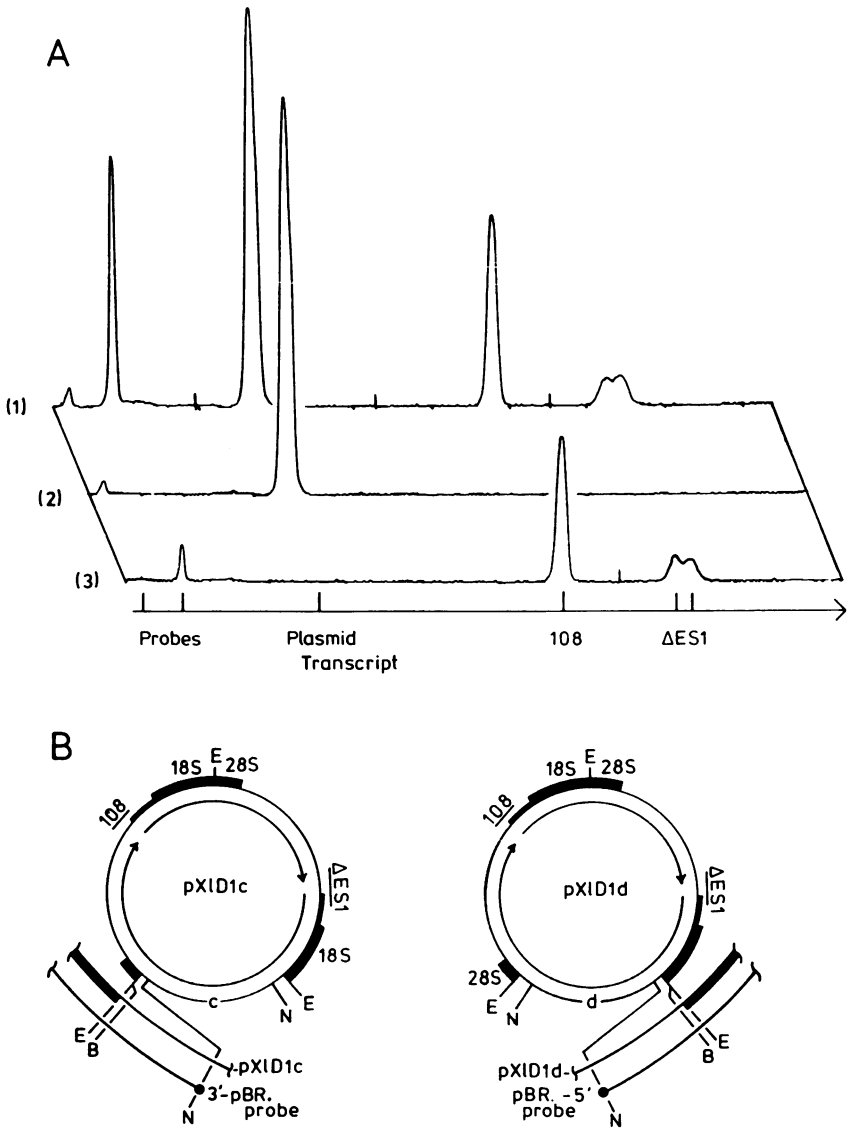 A
(1)
(2)
(3)
Probes
Plasmid
Transcript
108
ΔES1
B
E
18S
28S
108
pXlD1c
ΔES1
18S
c
E
N
E
B
-pXlD1c
3'-pBR.
probe
N
E
18S
28S
108
pXlD1d
ΔES1
28S
E
N
d
E
B
pXlD1d-
pBR. -5'
probe
N